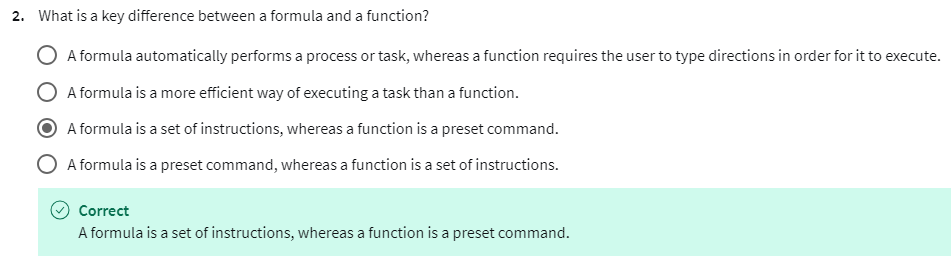 2. What is a key difference between a formula and a function?
A formula automatically performs a process or task, whereas a function requires the user to type directions in order for it to execute.
A formula is a more efficient way of executing a task than a function.
A formula is a set of instructions, whereas a function is a preset command.
A formula is a preset command, whereas a function is a set of instructions.
Correct
A formula is a set of instructions, whereas a function is a preset command.